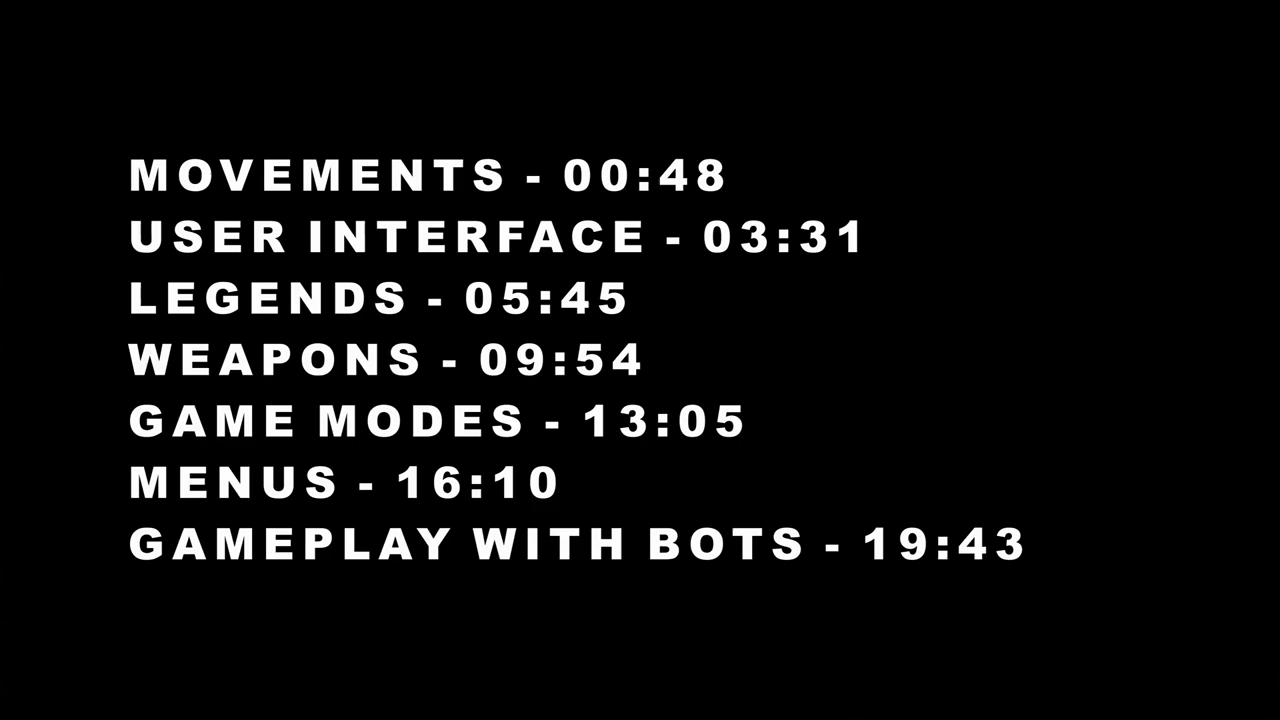 MOVEMENTS - 00:48
USER INTERFACE - 03:31
LEGENDS - 05:45
WEAPONS - 09:54
GAME MODES - 13:05
MENUS - 16:10
GAMEPLAY WITH BOTS - 19:43